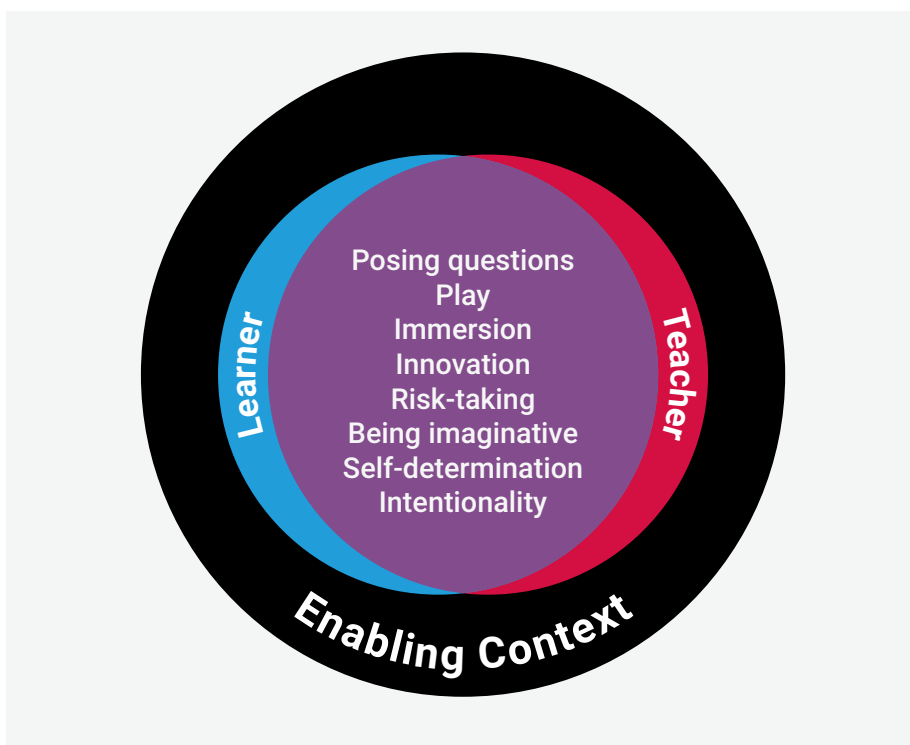 Posing questions
Play
Immersion
Innovation
Risk-taking
Being imaginative
Self-determination
Intentionality
Learner
Teacher
Enabling Context